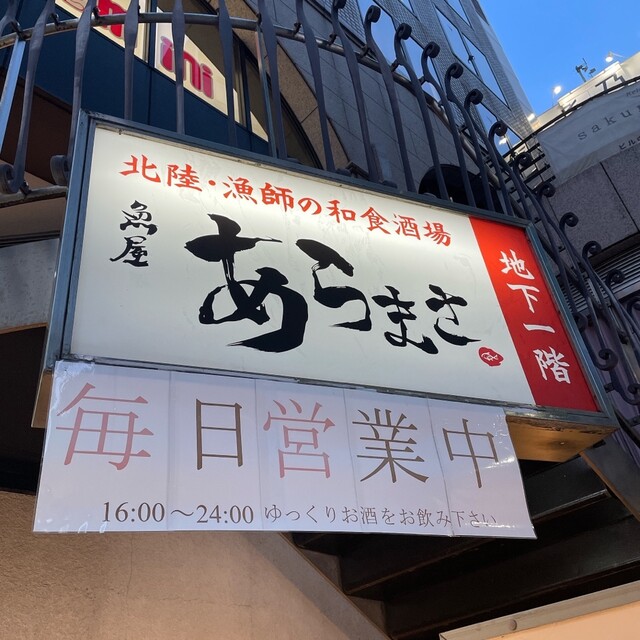 北陸・漁師の和食酒場
魚屋
あらまさ
地下一階
毎日営業中
16:00〜24:00 ゆっくりお酒をお飲み下さい
ini
saku